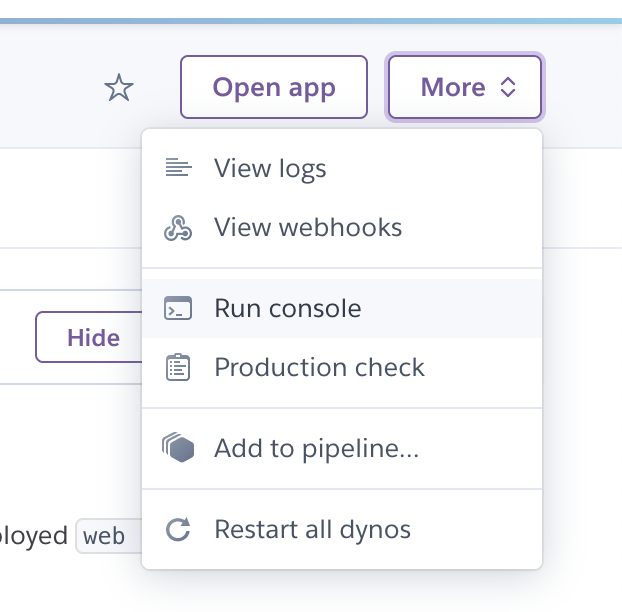 Open app
More
View logs
View webhooks
Run console
Hide
Production check
Add to pipeline...
ployed web
Restart all dynos